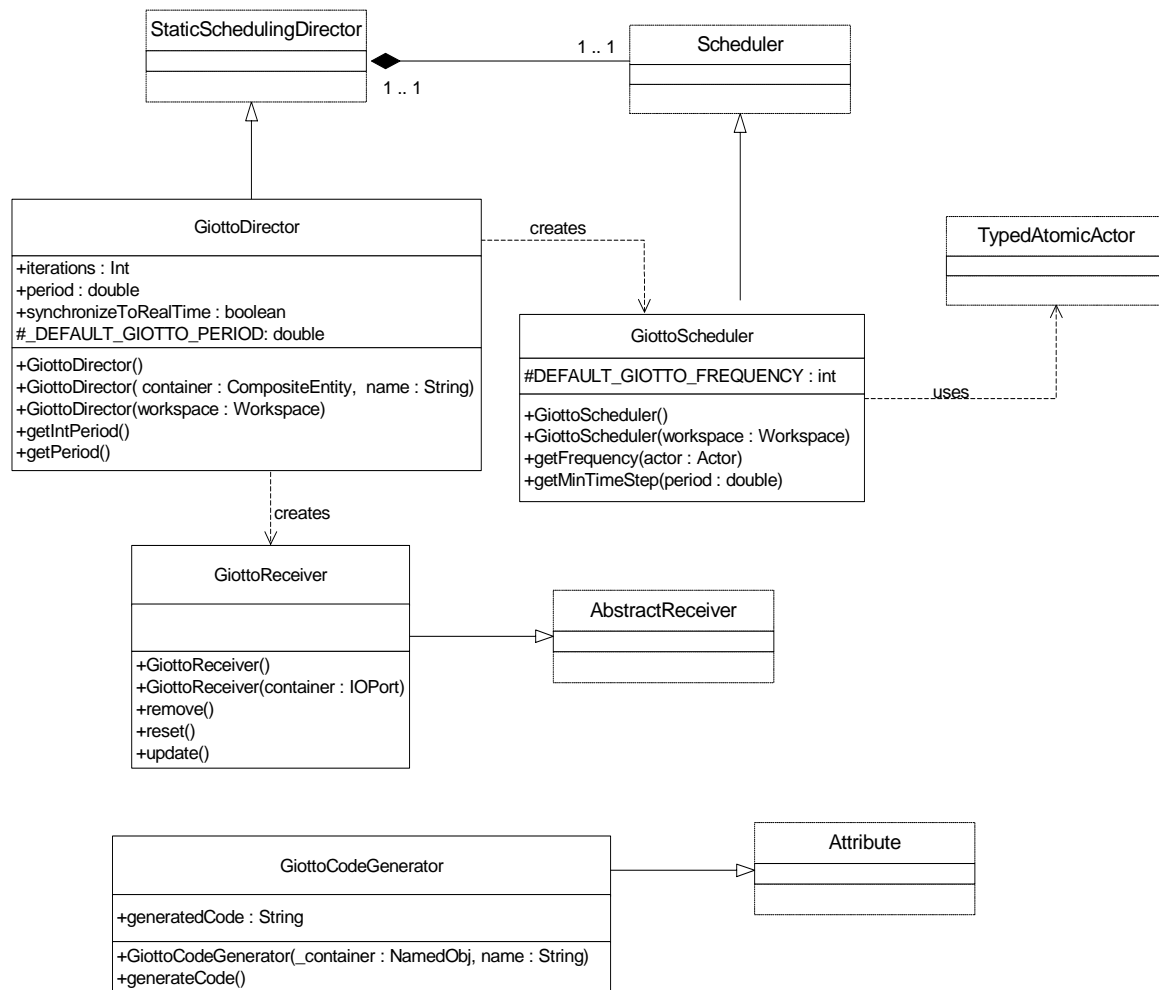 StaticSchedulingDirector
Scheduler
1 .. 1
1 .. 1
GiottoDirector
+iterations : Int
+period : double
+synchronizeToRealTime : boolean
#_DEFAULT_GIOTTO_PERIOD: double
+GiottoDirector()
+GiottoDirector( container : CompositeEntity,  name : String)
+GiottoDirector(workspace : Workspace)
+getIntPeriod()
+getPeriod()
creates
TypedAtomicActor
GiottoScheduler
#DEFAULT_GIOTTO_FREQUENCY : int
+GiottoScheduler()
+GiottoScheduler(workspace : Workspace)
+getFrequency(actor : Actor)
+getMinTimeStep(period : double)
uses
creates
GiottoReceiver
+GiottoReceiver()
+GiottoReceiver(container : IOPort)
+remove()
+reset()
+update()
AbstractReceiver
GiottoCodeGenerator
+generatedCode : String
+GiottoCodeGenerator(_container : NamedObj, name : String)
+generateCode()
Attribute